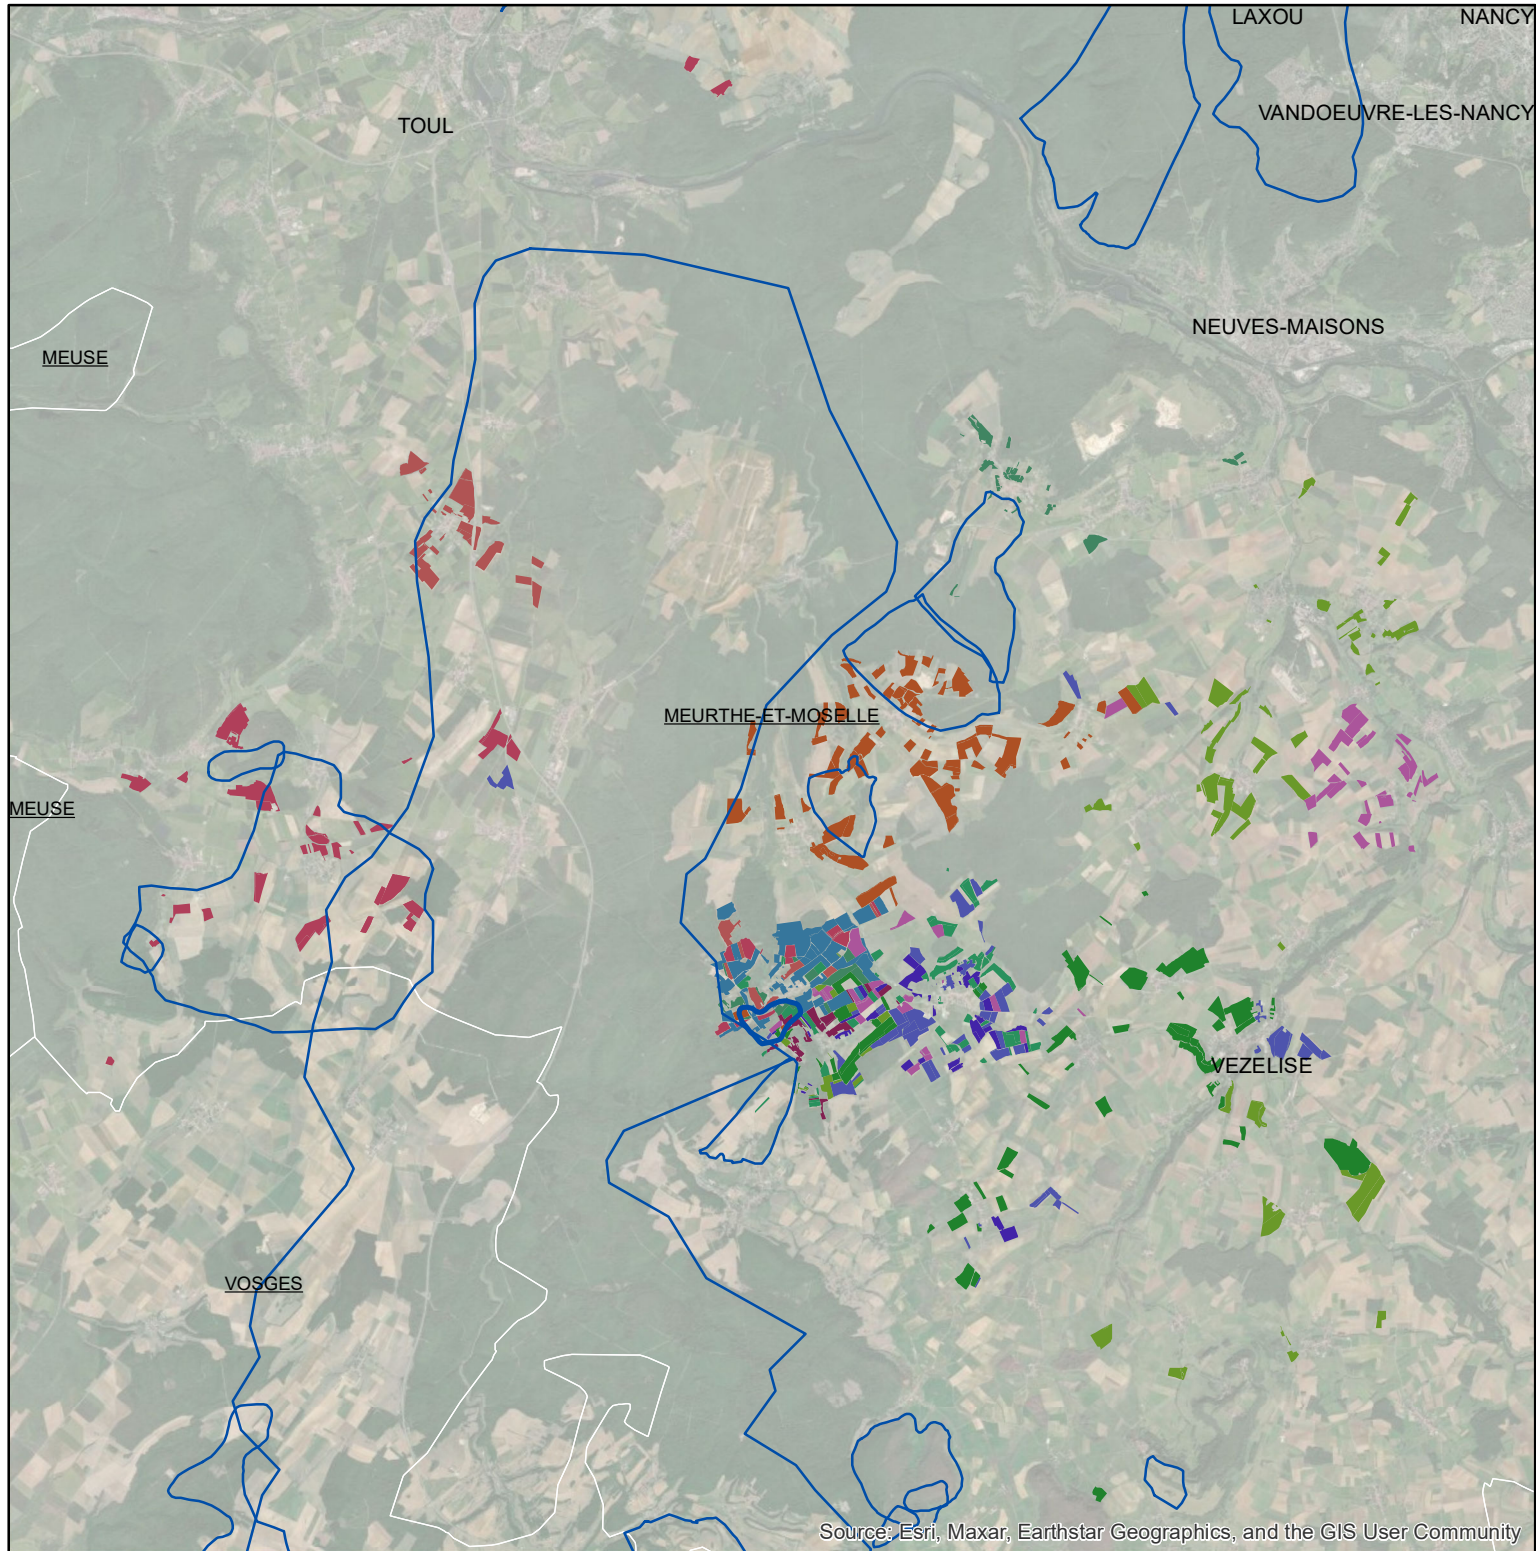 LAXOU NANCY
VANDOEUVRE-LES-NANCY
TOUL
NEUVES-MAISONS
MEUSE
MEURTHE-ET-MOSELLE
MEUSE
VEZELISE
VOSGES
Source: Esri, Maxar, Earthstar Geographics, and the GIS User Community